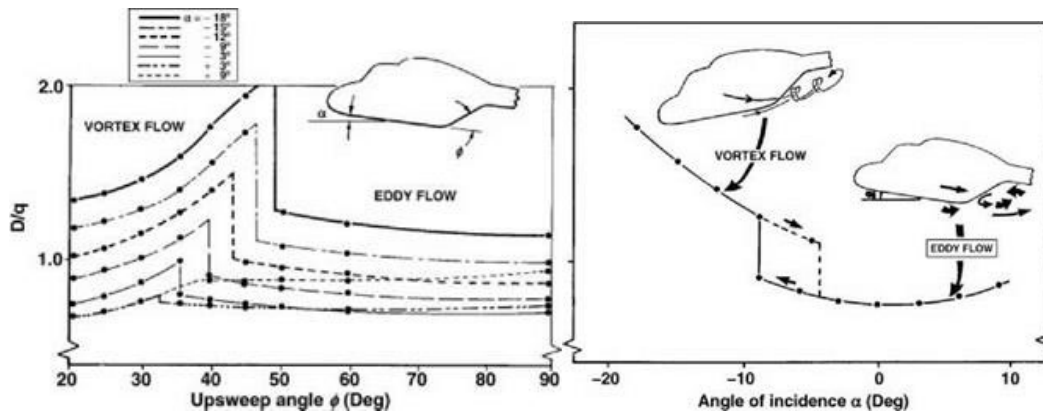 α = – 18°
VORTEX FLOW
EDDY FLOW
α
φ
D/q
2.0
1.0
20 30 40 50 60 70 80 90
Upsweep angle φ (Deg)
VORTEX FLOW
EDDY FLOW
–20 –10 0 10
Angle of incidence α (Deg)